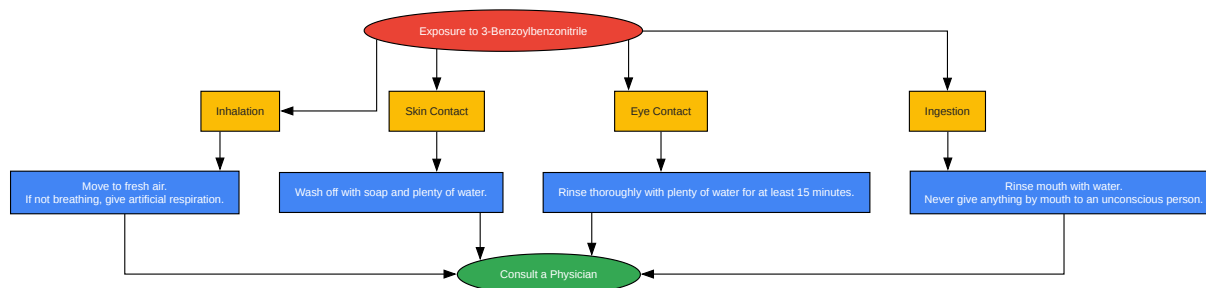 Exposure to 3-Benzoylbenzonitrile
Inhalation
Skin Contact
Eye Contact
Ingestion
Move to fresh air.
If not breathing, give artificial respiration.
Wash off with soap and plenty of water.
Rinse thoroughly with plenty of water for at least 15 minutes.
Rinse mouth with water.
Never give anything by mouth to an unconscious person.
Consult a Physician